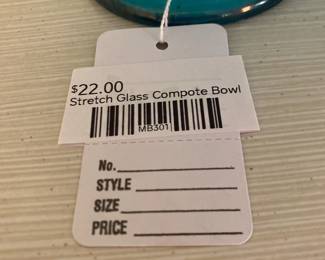 $22.00
Stretch Glass Compote Bowl
MB301
No.
STYLE
SIZE
PRICE